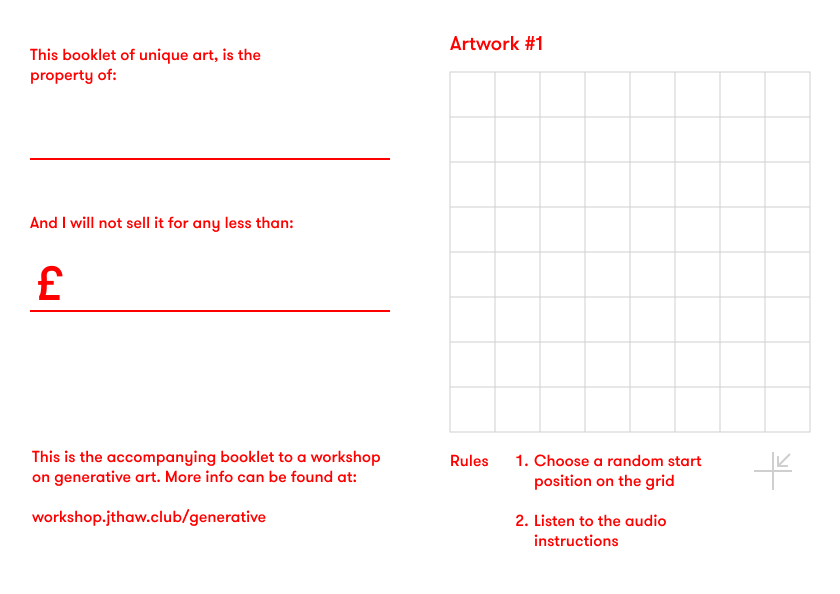 This booklet of unique art, is the
property of:
And I will not sell it for any less than:
£
This is the accompanying booklet to a workshop
on generative art. More info can be found at:
workshop.jthaw.club/generative
Artwork #1
Rules
1. Choose a random start
position on the grid
2. Listen to the audio
instructions